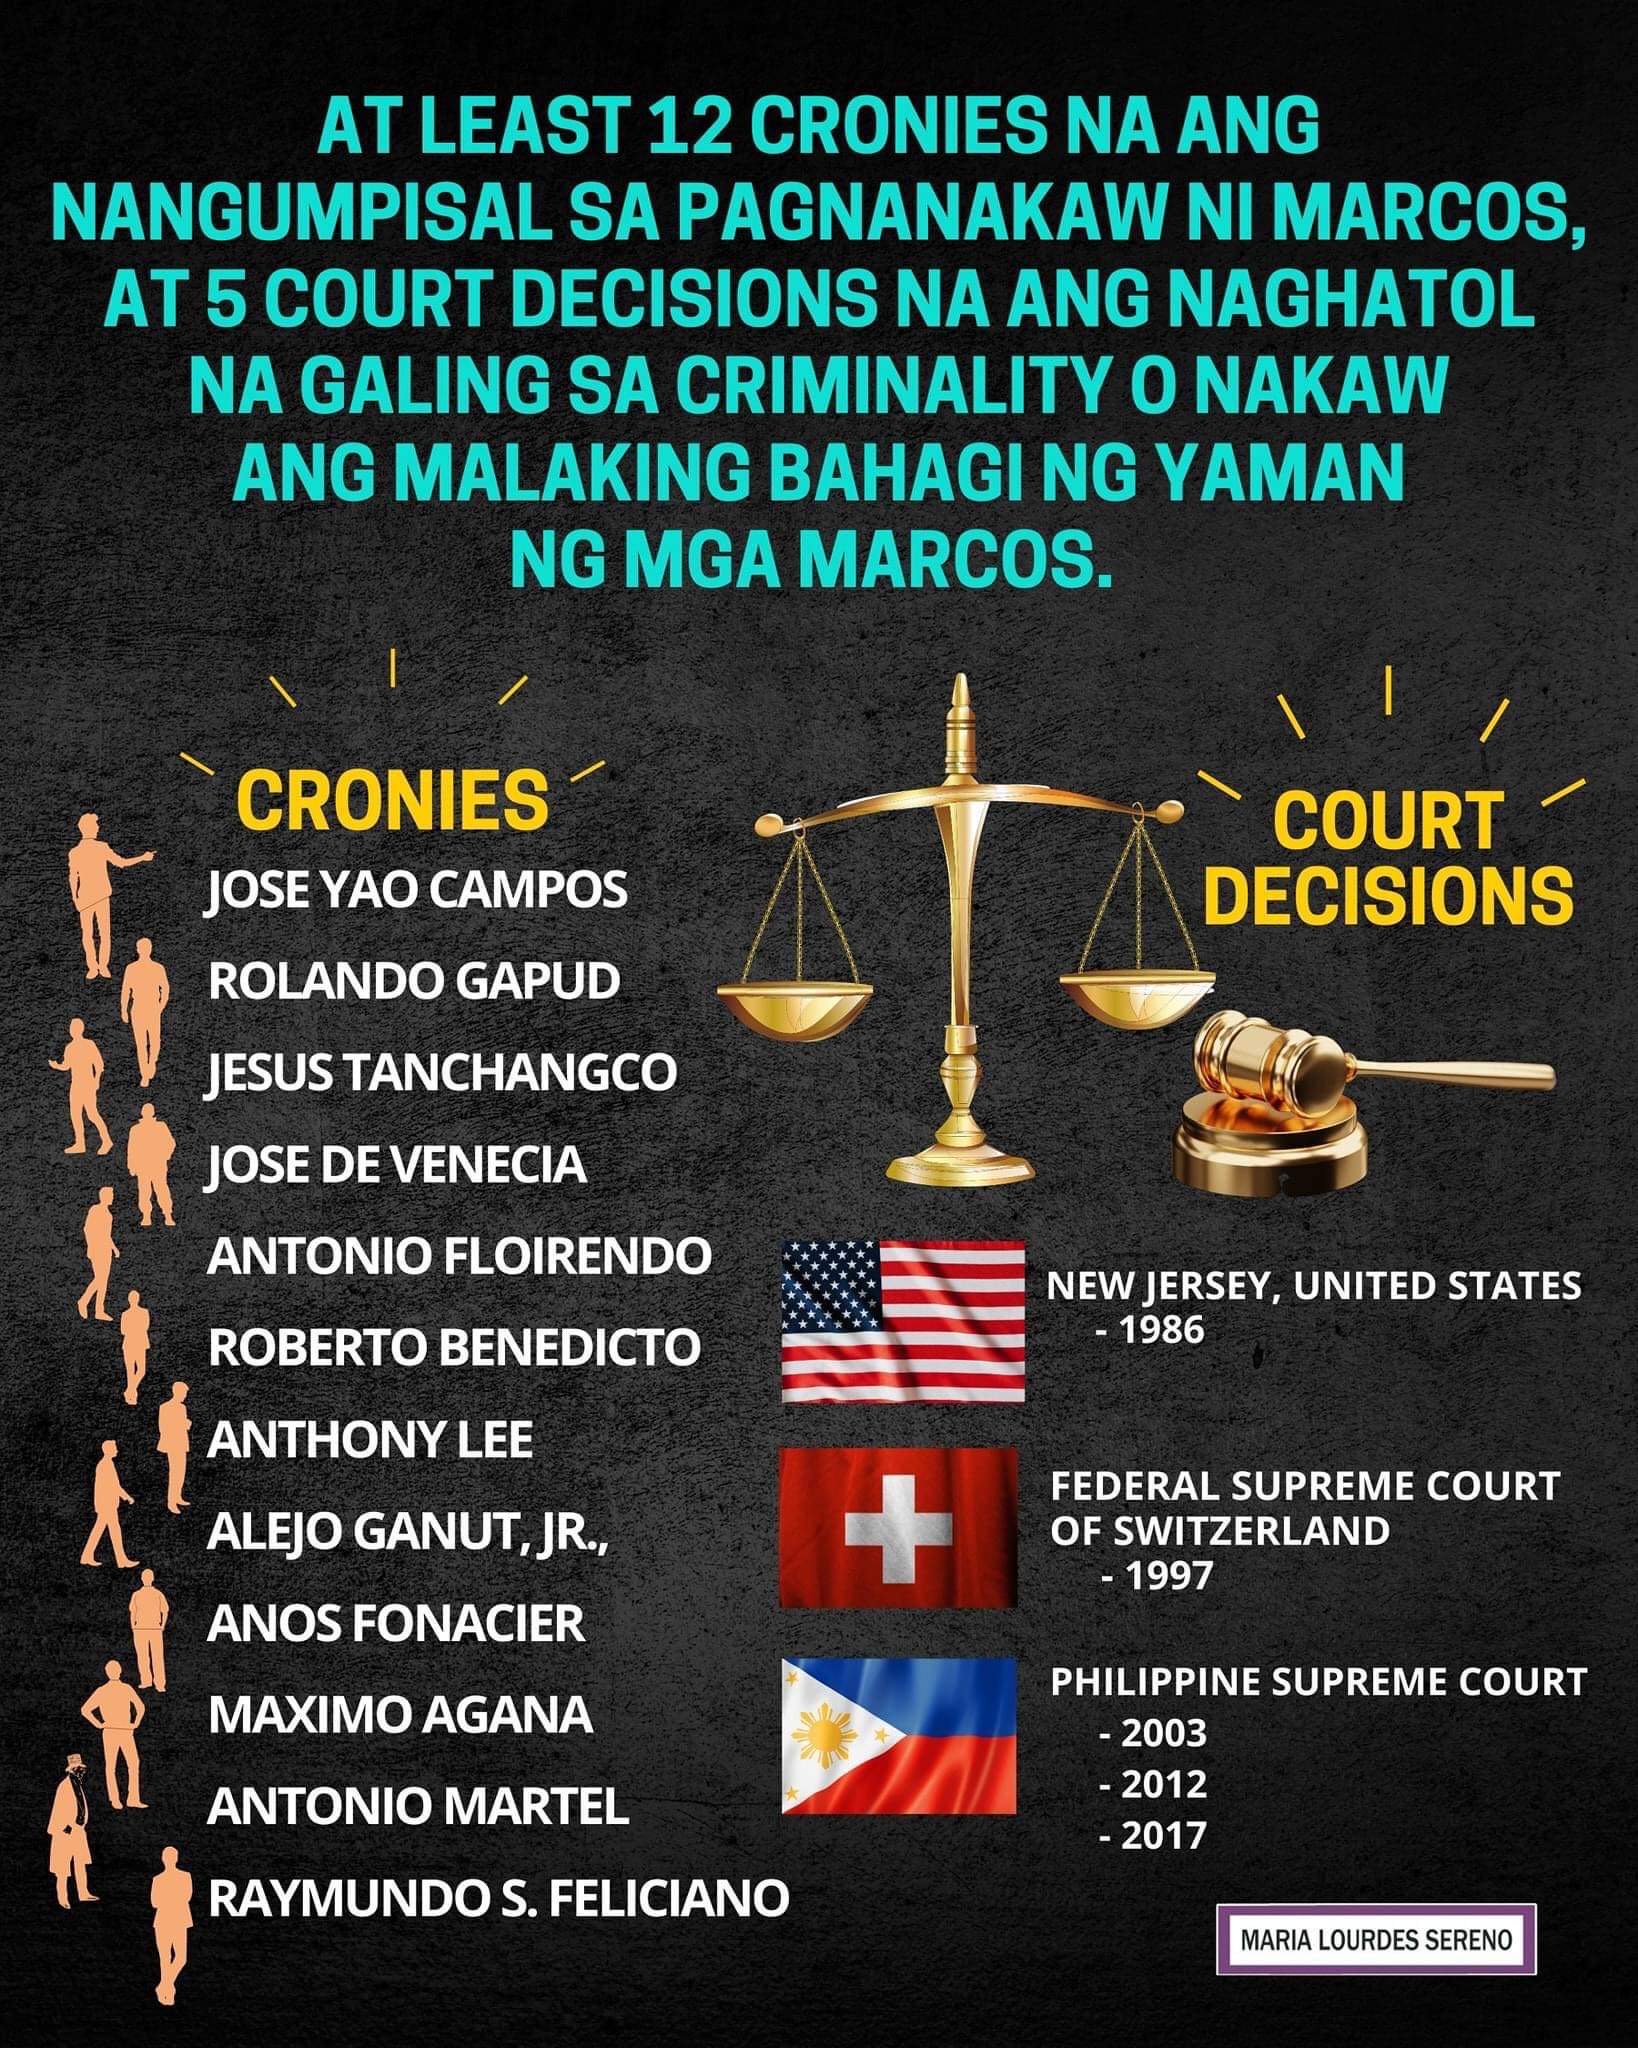 AT LEAST 12 CRONIES NA ANG
NANGUMPISAL SA PAGNANAKAW NI MARCOS,
AT 5 COURT DECISIONS NA ANG NAGHATOL
NA GALING SA CRIMINALITY O NAKAW
ANG MALAKING BAHAGI NG YAMAN
NG MGA MARCOS.
CRONIES
JOSE YAO CAMPOS
ROLANDO GAPUD
JESUS TANCHANGCO
JOSE DE VENECIA
ANTONIO FLOIRENDO
ROBERTO BENEDICTO
ANTHONY LEE
ALEJO GANUT, JR.,
ANOS FONACIER
MAXIMO AGANA
ANTONIO MARTEL
RAYMUNDO S. FELICIANO
COURT
DECISIONS
NEW JERSEY, UNITED STATES
- 1986
FEDERAL SUPREME COURT
OF SWITZERLAND
- 1997
PHILIPPINE SUPREME COURT
- 2003
- 2012
- 2017
MARIA LOURDES SERENO